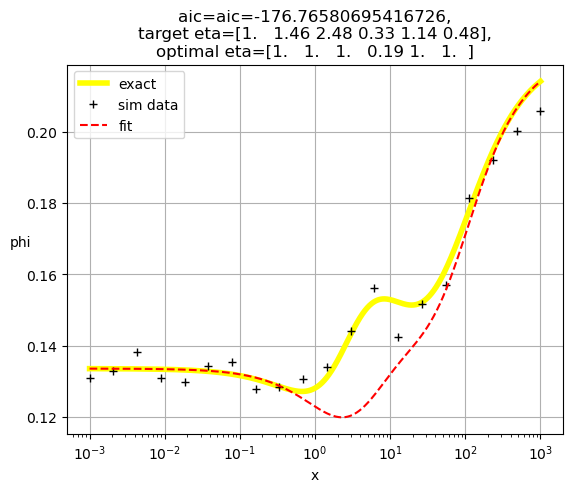 aic=aic=-176.76580695416726,
target eta=[1.   1.46 2.48 0.33 1.14 0.48],
optimal eta=[1.   1.   1.   0.19 1.   1.  ]
exact
sim data
fit
0.20
0.18
phi
0.16
0.14
0.12
10⁻³ 10⁻² 10⁻¹ 10⁰ 10¹ 10² 10³
x